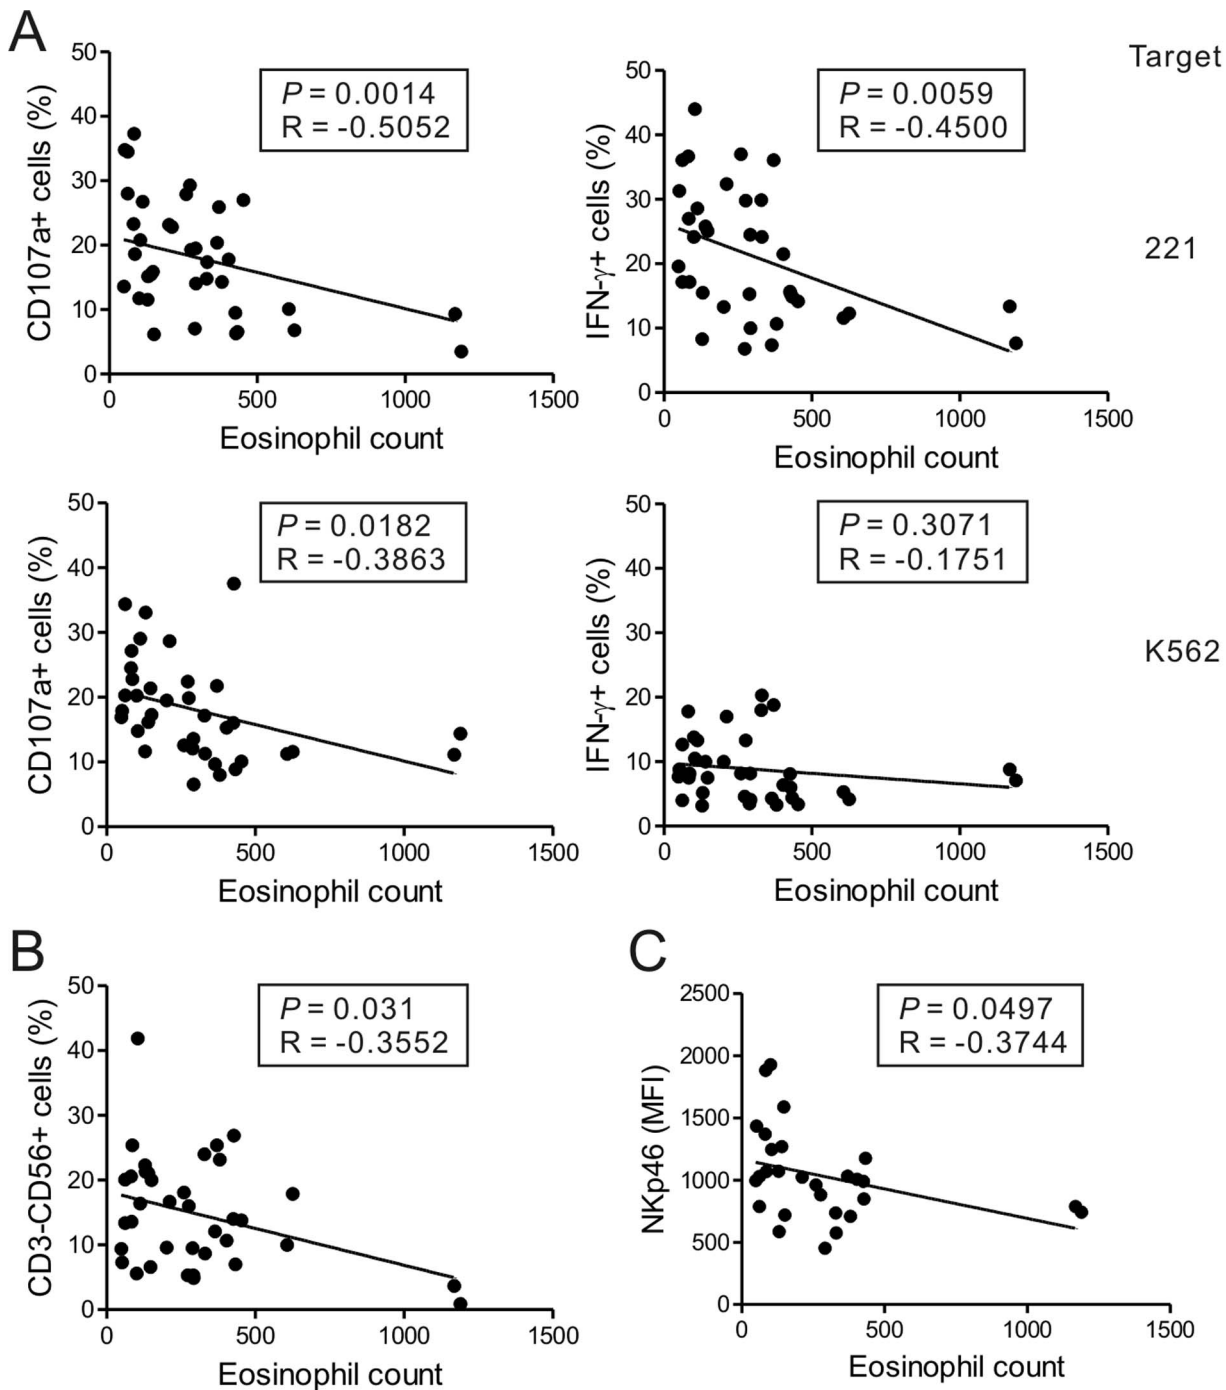 A
Target
CD107a+ cells (%)
50
40
30
20
10
0
P = 0.0014
R = -0.5052
0 500 1000 1500
Eosinophil count
IFN-γ+ cells (%)
50
40
30
20
10
0
P = 0.0059
R = -0.4500
0 500 1000 1500
Eosinophil count
221
CD107a+ cells (%)
50
40
30
20
10
0
P = 0.0182
R = -0.3863
0 500 1000 1500
Eosinophil count
IFN-γ+ cells (%)
50
40
30
20
10
0
P = 0.3071
R = -0.1751
0 500 1000 1500
Eosinophil count
K562
B
CD3-CD56+ cells (%)
50
40
30
20
10
0
P = 0.031
R = -0.3552
0 500 1000 1500
Eosinophil count
C
NKp46 (MFI)
2500
2000
1500
1000
500
0
P = 0.0497
R = -0.3744
0 500 1000 1500
Eosinophil count